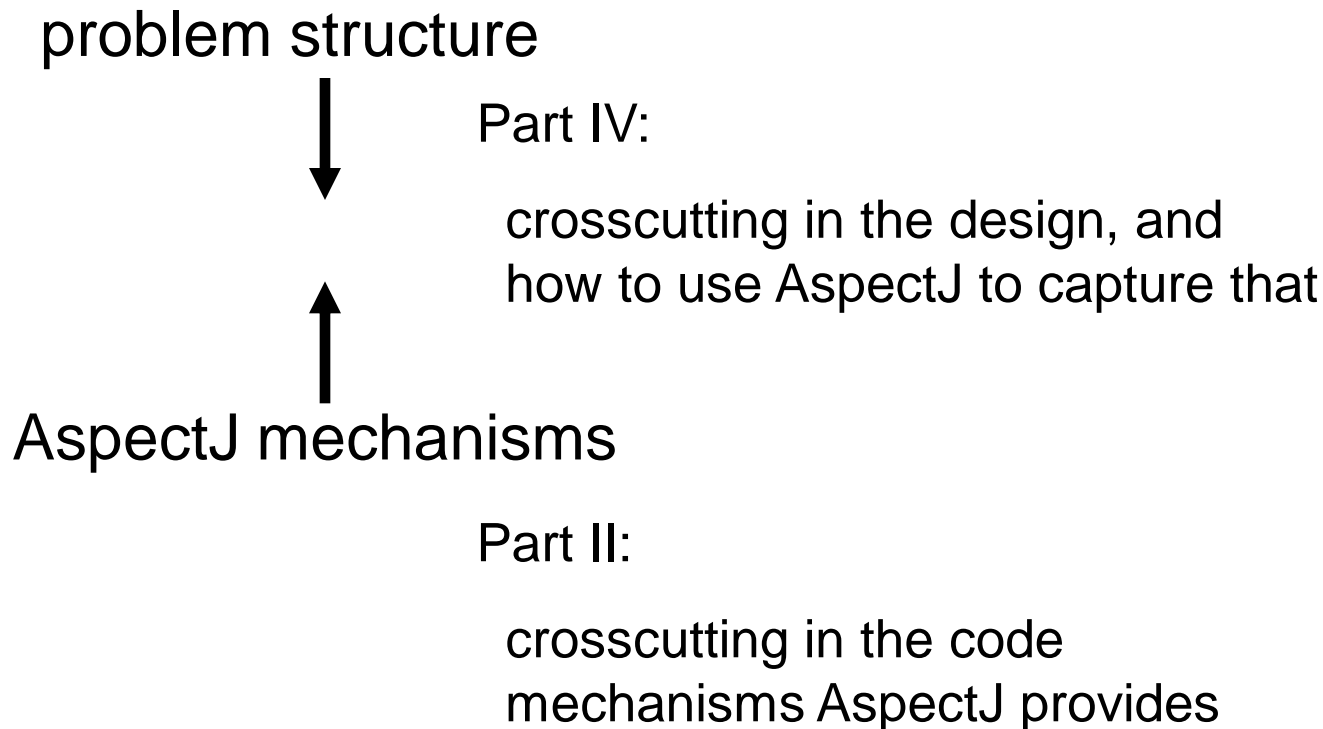 problem structure
Part IV:
crosscutting in the design, and
how to use AspectJ to capture that
AspectJ mechanisms
Part II:
crosscutting in the code
mechanisms AspectJ provides